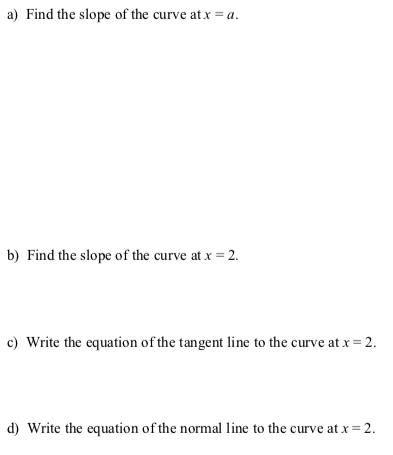 a) Find the slope of the curve at x = a.
b) Find the slope of the curve at x = 2.
c) Write the equation of the tangent line to the curve at x = 2.
d) Write the equation of the normal line to the curve at x = 2.